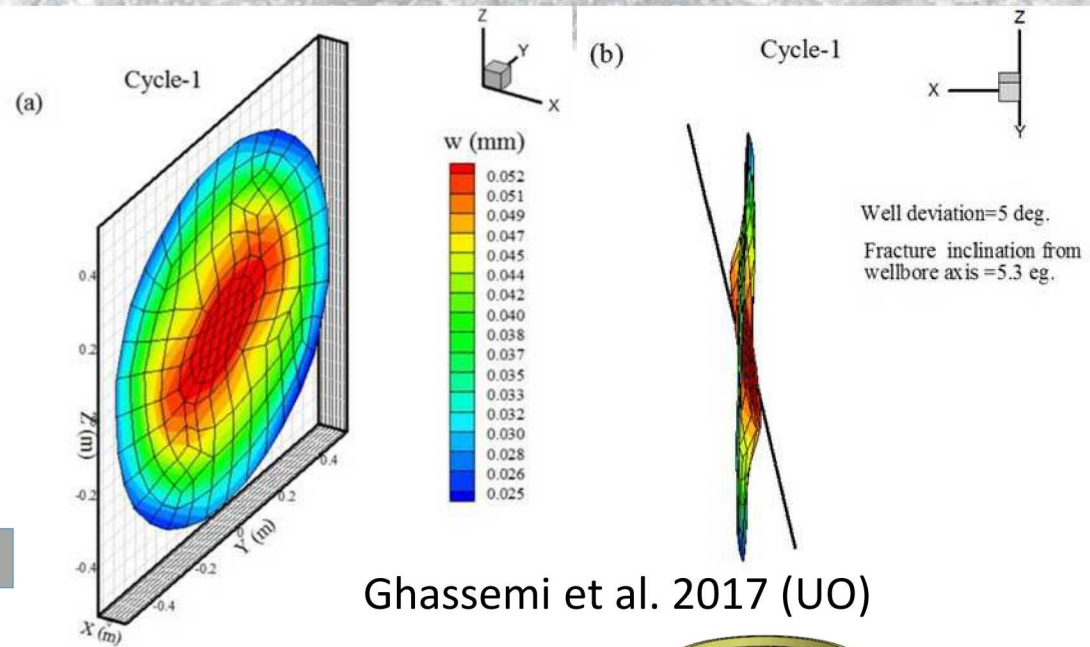 (a)
Cycle-1
Z
Y
X
w (mm)
0.052
0.051
0.049
0.047
0.045
0.044
0.042
0.040
0.038
0.037
0.035
0.033
0.032
0.030
0.028
0.026
0.025
0.4
0.2
0
-0.2
-0.4
Z (m)
0.4
0.2
0
-0.2
-0.4
Y (m)
X (m)
(b)
Cycle-1
Z
X
Y
Well deviation=5 deg.
Fracture inclination from
wellbore axis =5.3 eg.
Ghassemi et al. 2017 (UO)